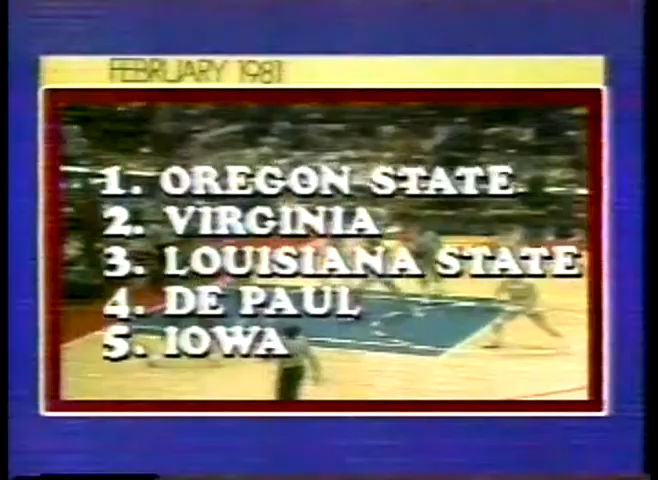 FEBRUARY 1981
1. OREGON STATE
2. VIRGINIA
3. LOUISIANA STATE
4. DE PAUL
5. IOWA